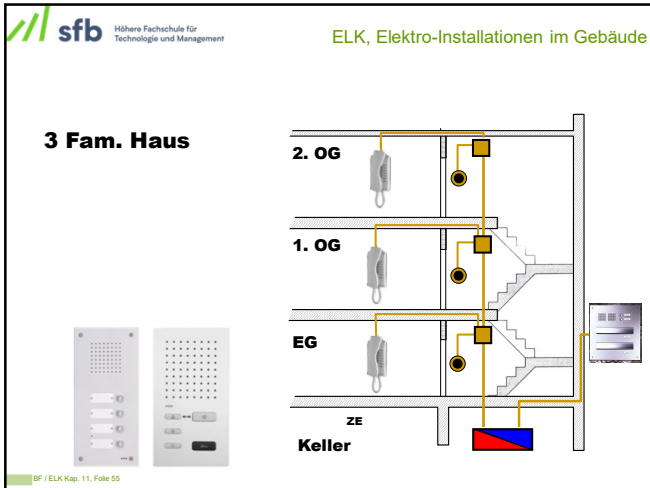 sfb
Höhere Fachschule für
Technologie und Management
ELK, Elektro-Installationen im Gebäude
3 Fam. Haus
2. OG
1. OG
EG
ZE
Keller
BF / ELK Kap. 11, Folie 55